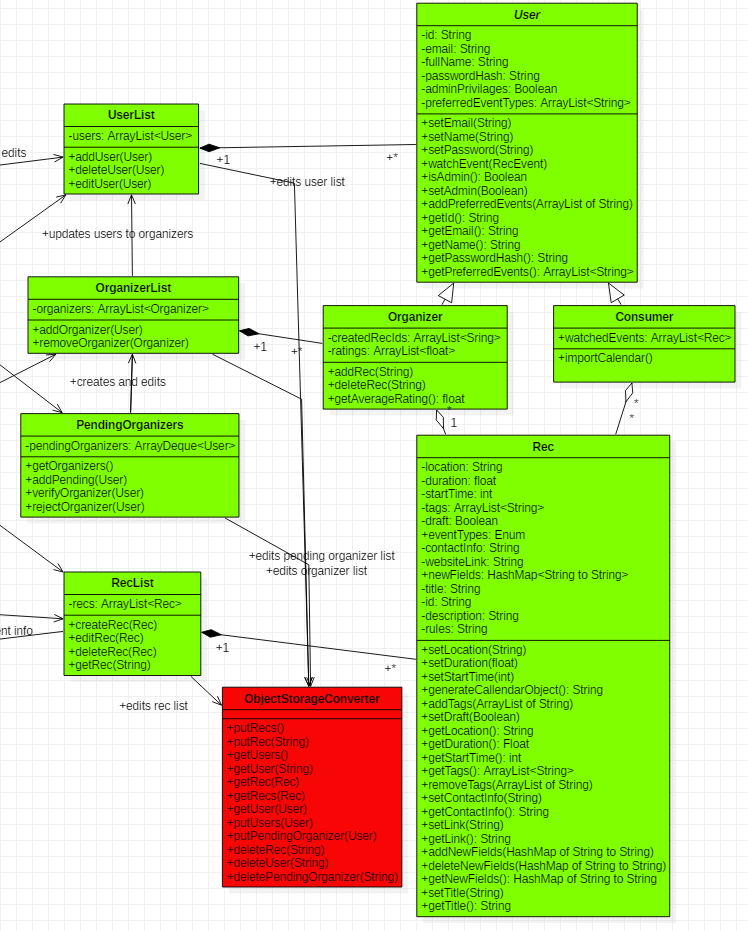 User
-id: String
-email: String
-fullName: String
-passwordHash: String
-adminPrivilages: Boolean
-preferredEventTypes: ArrayList<String>
+setEmail(String)
+setName(String)
+setPassword(String)
+watchEvent(RecEvent)
+isAdmin(): Boolean
+setAdmin(Boolean)
+addPreferredEvents(ArrayList of String)
+getId(): String
+getEmail(): String
+getName(): String
+getPasswordHash(): String
+getPreferredEvents(): ArrayList<String>
UserList
-users: ArrayList<User>
+addUser(User)
+deleteUser(User)
+editUser(User)
edits
+1
+*
+edits user list
+updates users to organizers
OrganizerList
-organizers: ArrayList<Organizer>
+addOrganizer(User)
+removeOrganizer(Organizer)
+1
+*
Organizer
-createdRecIds: ArrayList<Sring>
-ratings: ArrayList<float>
+addRec(String)
+deleteRec(String)
+getAverageRating(): float
*
1
Consumer
+watchedEvents: ArrayList<Rec>
+importCalendar()
*
*
+creates and edits
PendingOrganizers
-pendingOrganizers: ArrayDeque<User>
+getOrganizers()
+addPending(User)
+verifyOrganizer(User)
+rejectOrganizer(User)
+edits pending organizer list
+edits organizer list
RecList
-recs: ArrayList<Rec>
+createRec(Rec)
+editRec(Rec)
+deleteRec(Rec)
+getRec(String)
ent info
+1
+*
+edits rec list
ObjectStorageConverter
+putRecs()
+putRec(String)
+getUsers()
+getUser(String)
+getRec(Rec)
+getRecs(Rec)
+getUser(User)
+putUsers(User)
+putPendingOrganizer(User)
+deleteRec(String)
+deleteUser(String)
+deletePendingOrganizer(String)
Rec
-location: String
-duration: float
-startTime: int
-tags: ArrayList<String>
-draft: Boolean
+eventTypes: Enum
-contactInfo: String
-websiteLink: String
+newFields: HashMap<String to String>
-title: String
-id: String
-description: String
-rules: String
+setLocation(String)
+setDuration(float)
+setStartTime(int)
+generateCallendarObject(): String
+addTags(ArrayList of String)
+setDraft(Boolean)
+getLocation(): String
+getDuration(): Float
+getStartTime(): int
+getTags(): ArrayList<String>
+removeTags(ArrayList of String)
+setContactInfo(String)
+getContactInfo(): String
+setLink(String)
+getLink(): String
+addNewFields(HashMap of String to String)
+deleteNewFields(HashMap of String to String)
+getNewFields(): HashMap of String to String
+setTitle(String)
+getTitle(): String